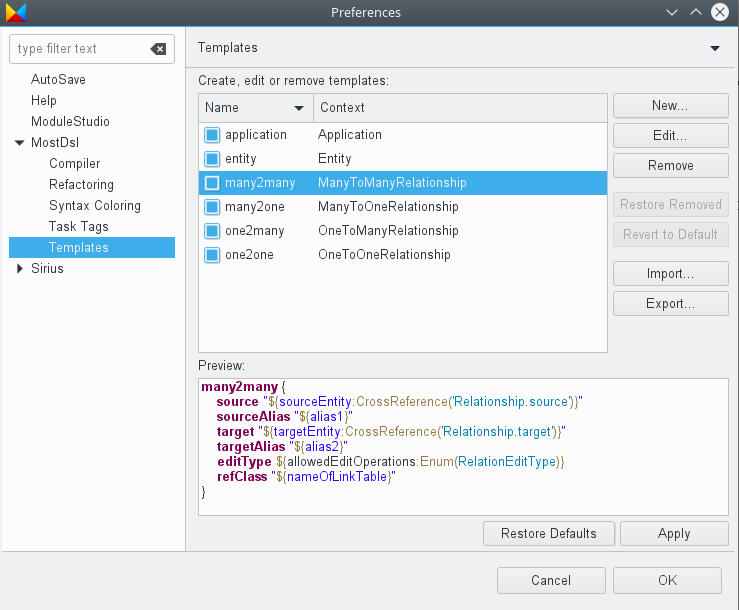 Preferences
type filter text
AutoSave
Help
ModuleStudio
MostDsl
Compiler
Refactoring
Syntax Coloring
Task Tags
Templates
Sirius
Templates
Create, edit or remove templates:
Name Context
application Application
entity Entity
many2many ManyToManyRelationship
many2one ManyToOneRelationship
one2many OneToManyRelationship
one2one OneToOneRelationship
New...
Edit...
Remove
Restore Removed
Revert to Default
Import...
Export...
Preview:
many2many {
source "${sourceEntity:CrossReference('Relationship.source')}"
sourceAlias "${alias1}"
target "${targetEntity:CrossReference('Relationship.target')}"
targetAlias "${alias2}"
editType ${allowedEditOperations:Enum(RelationEditType)}
refClass "${nameOfLinkTable}"
}
Restore Defaults Apply
Cancel OK